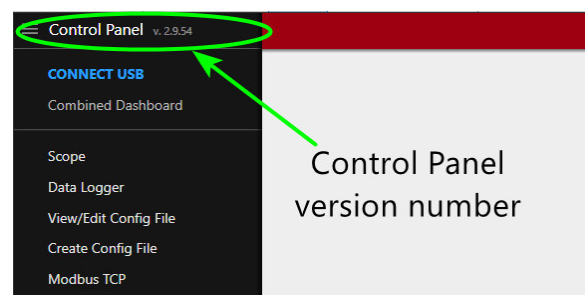 Control Panel v. 2.9.54
CONNECT USB
Combined Dashboard
Scope
Data Logger
View/Edit Config File
Create Config File
Modbus TCP
Control Panel
version number